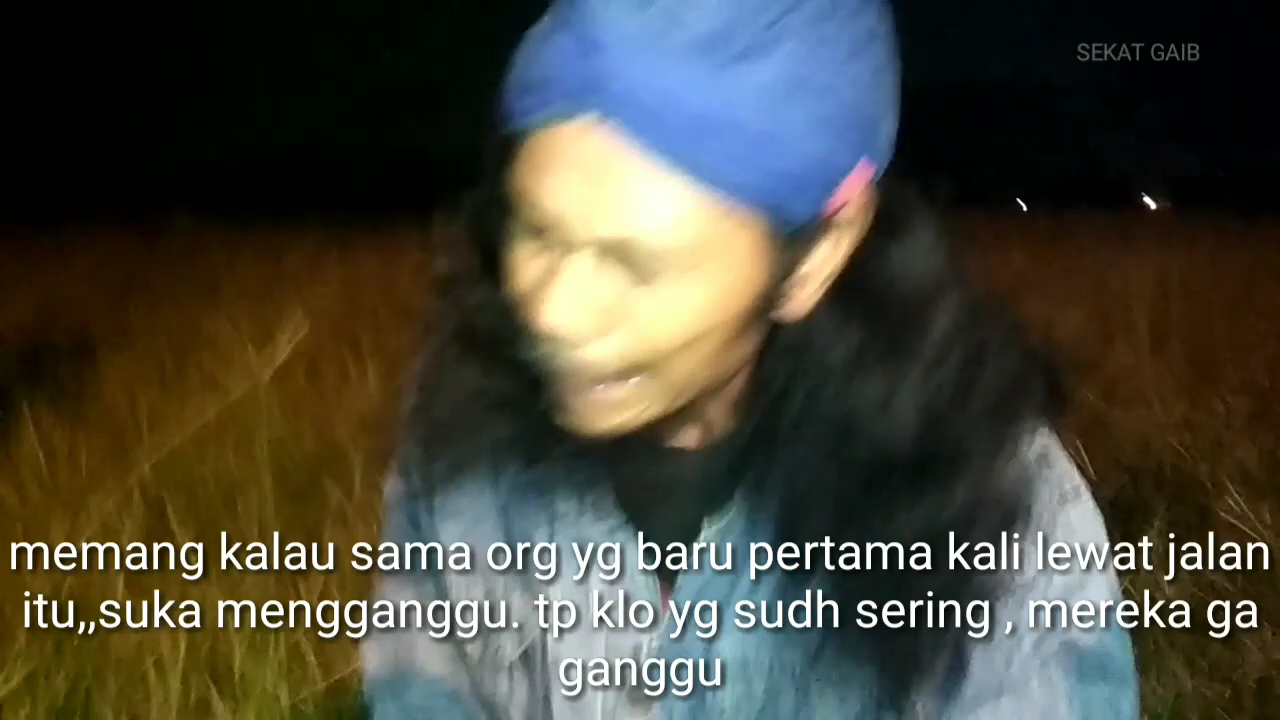 SEKAT GAIB
memang kalau sama org yg baru pertama kali lewat jalan
itu,,suka mengganggu. tp klo yg sudh sering , mereka ga
ganggu